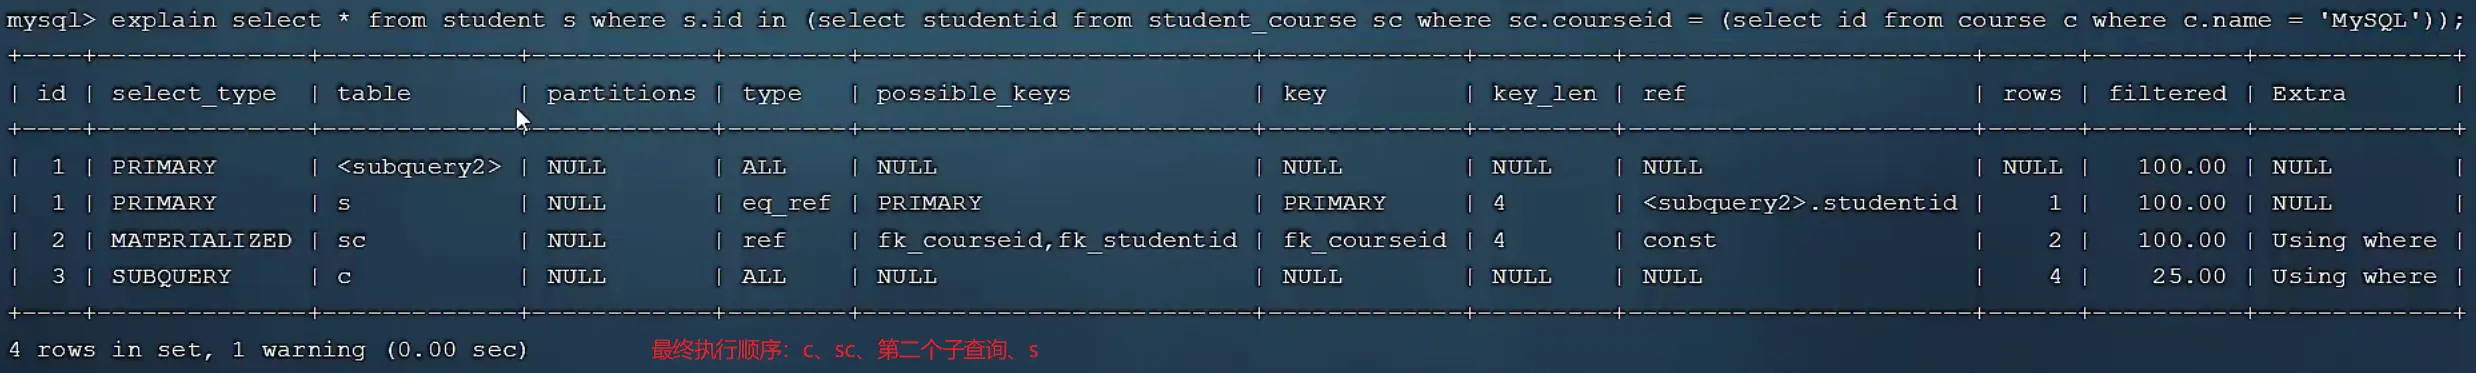 mysql> explain select * from student s where s.id in (select studentid from student_course sc where sc.courseid = (select id from course c where c.name = 'MySQL'));
+----+--------------+-------------+------------+--------+--------------------------+-------------+---------+-----------------------+------+----------+-------------+
| id | select_type  | table       | partitions | type   | possible_keys            | key         | key_len | ref                   | rows | filtered | Extra       |
+----+--------------+-------------+------------+--------+--------------------------+-------------+---------+-----------------------+------+----------+-------------+
| 1 | PRIMARY      | <subquery2> | NULL       | ALL    | NULL                     | NULL        | NULL    | NULL                  | NULL | 100.00 | NULL        |
| 1 | PRIMARY      | s           | NULL       | eq_ref | PRIMARY                  | PRIMARY     | 4       | <subquery2>.studentid | 1 | 100.00 | NULL        |
| 2 | MATERIALIZED | sc          | NULL       | ref    | fk_courseid,fk_studentid | fk_courseid | 4       | const                 | 2 | 100.00 | Using where |
| 3 | SUBQUERY     | c           | NULL       | ALL    | NULL                     | NULL        | NULL    | NULL                  | 4 | 25.00 | Using where |
+----+--------------+-------------+------------+--------+--------------------------+-------------+---------+-----------------------+------+----------+-------------+
4 rows in set, 1 warning (0.00 sec) 最终执行顺序：c、sc、第二个子查询、s